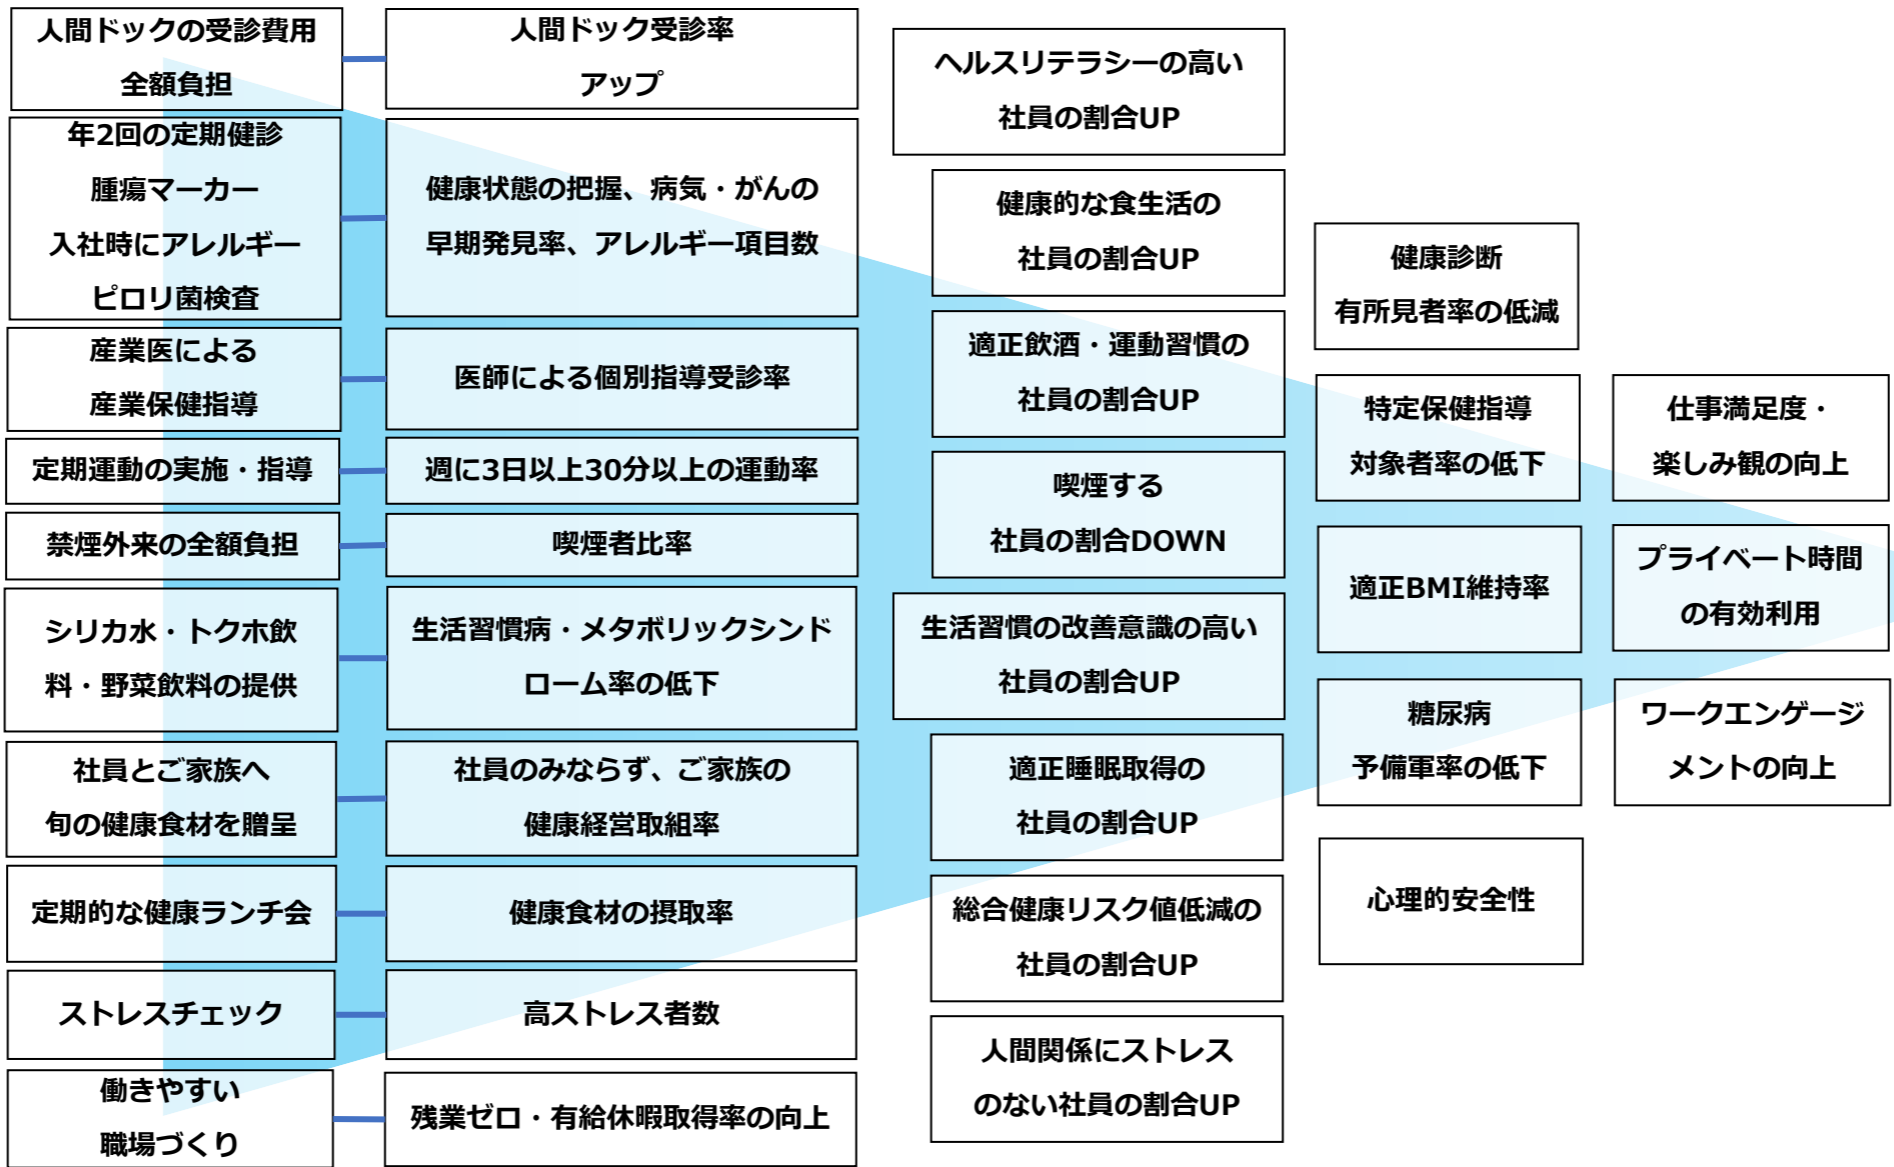 人間ドックの受診費用
全額負担
人間ドック受診率
アップ
年2回の定期健診
腫瘍マーカー
入社時にアレルギー
ピロリ菌検査
健康状態の把握、病気・がんの
早期発見率、アレルギー項目数
産業医による
産業保健指導
医師による個別指導受診率
定期運動の実施・指導
週に3日以上30分以上の運動率
禁煙外来の全額負担
喫煙者比率
シリカ水・トクホ飲
料・野菜飲料の提供
生活習慣病・メタボリックシンド
ローム率の低下
社員とご家族へ
旬の健康食材を贈呈
社員のみならず、ご家族の
健康経営取組率
定期的な健康ランチ会
健康食材の摂取率
ストレスチェック
高ストレス者数
働きやすい
職場づくり
残業ゼロ・有給休暇取得率の向上
ヘルスリテラシーの高い
社員の割合UP
健康的な食生活の
社員の割合UP
適正飲酒・運動習慣の
社員の割合UP
喫煙する
社員の割合DOWN
生活習慣の改善意識の高い
社員の割合UP
適正睡眠取得の
社員の割合UP
総合健康リスク値低減の
社員の割合UP
人間関係にストレス
のない社員の割合UP
健康診断
有所見者率の低減
特定保健指導
対象者率の低下
適正BMI維持率
糖尿病
予備軍率の低下
心理的安全性
仕事満足度・
楽しみ観の向上
プライベート時間
の有効利用
ワークエンゲージ
メントの向上